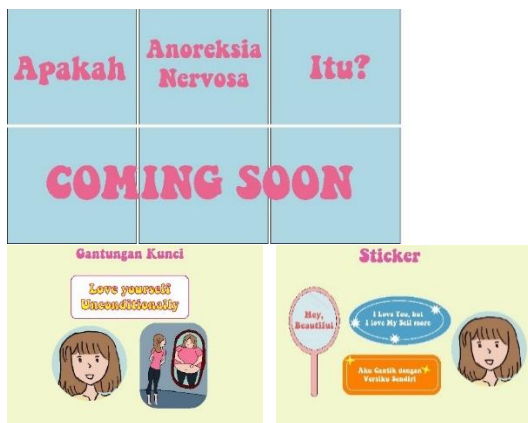 Apakah
Anoreksia
Nervosa
Itu?
COMING SOON
Gantungan Kunci
Love yourself
Unconditionally
Sticker
Hey,
Beautiful
I Love You, but
I love My Self more
Aku Cantik dengan
Versiku Sendiri